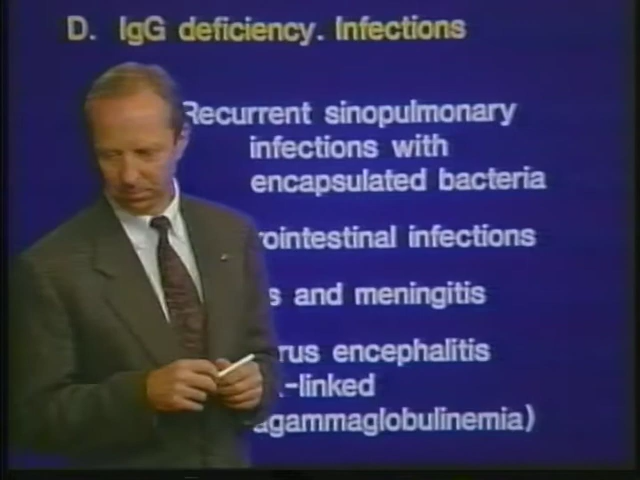 D. IgG deficiency. Infections
Recurrent sinopulmonary
infections with
encapsulated bacteria
rointestinal infections
s and meningitis
rus encephalitis
-linked
agammaglobulinemia)